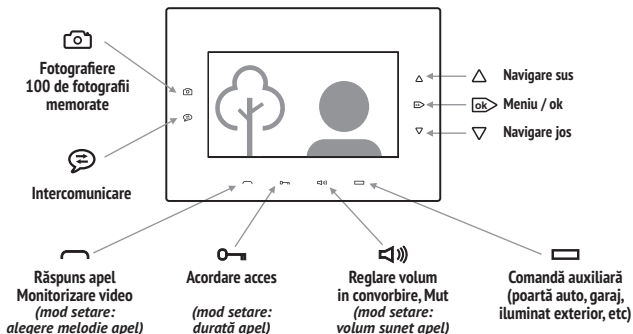 Fotografiere
100 de fotografii
memorate
Intercomunicare
Navigare sus
ok Meniu / ok
Navigare jos
Răspuns apel
Monitorizare video
(mod setare:
alegere melodie apel)
Acordare acces
(mod setare:
durată apel)
Reglare volum
in convorbire, Mut
(mod setare:
volum sunet apel)
Comandă auxiliară
(poartă auto, garaj,
iluminat exterior, etc)